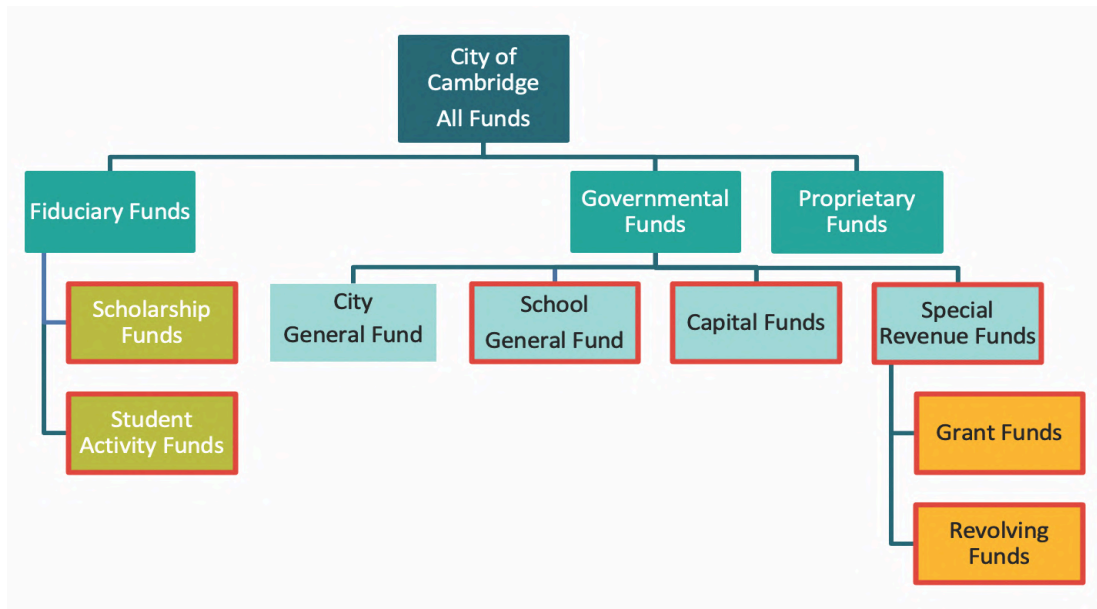 City of
Cambridge
All Funds
Fiduciary Funds
Governmental
Funds
Proprietary
Funds
Scholarship
Funds
City
General Fund
School
General Fund
Capital Funds
Special
Revenue Funds
Student
Activity Funds
Grant Funds
Revolving
Funds